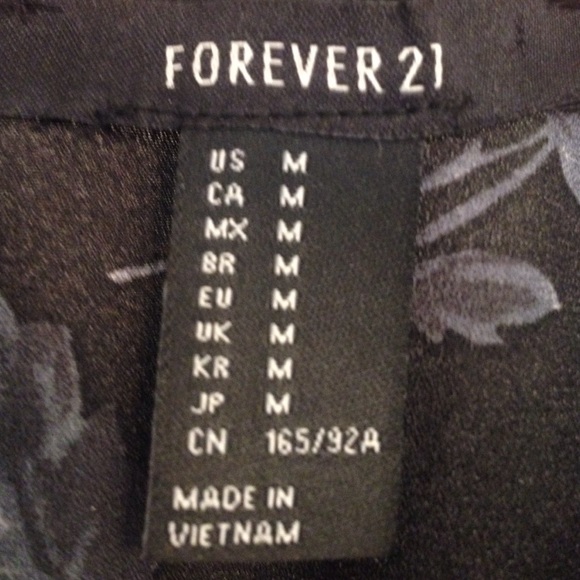 FOREVER 21
US M
CA M
MX M
BR M
EU M
UK M
KR M
JP M
CN 165/92A
MADE IN
VIETNAM